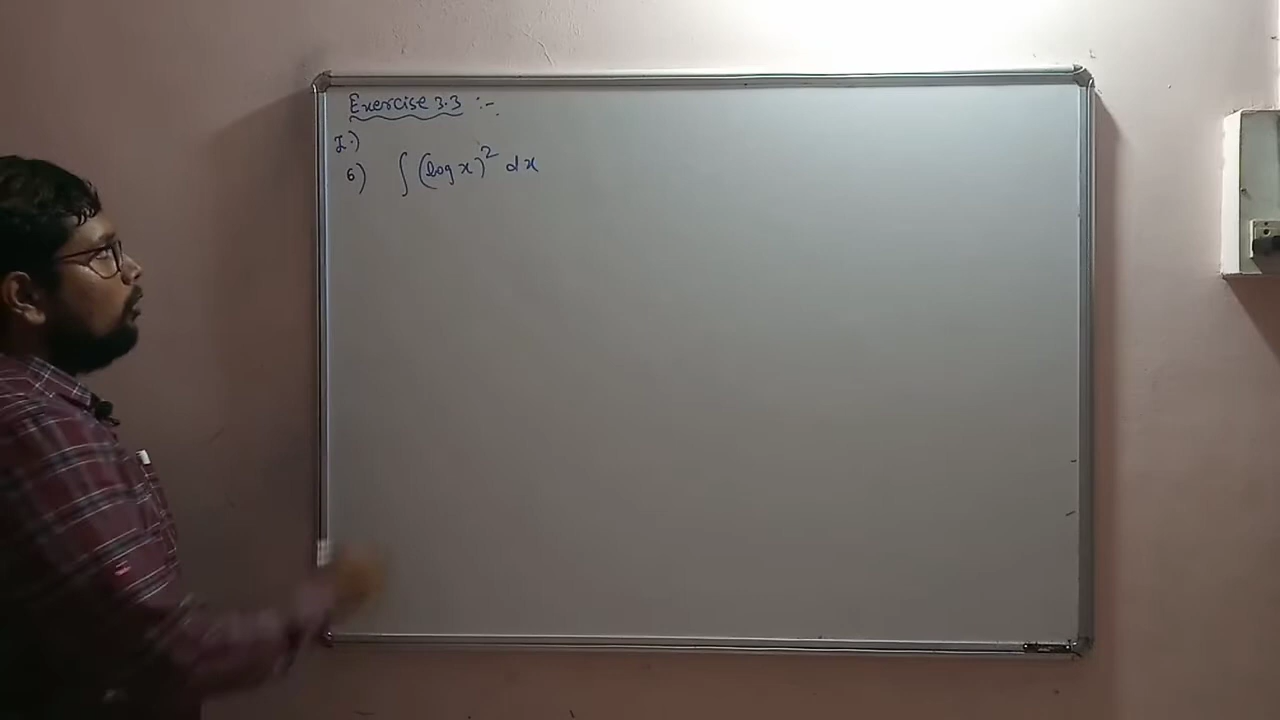 Exercise 3.3 :-
I.)
6) ∫ (log x)² dx